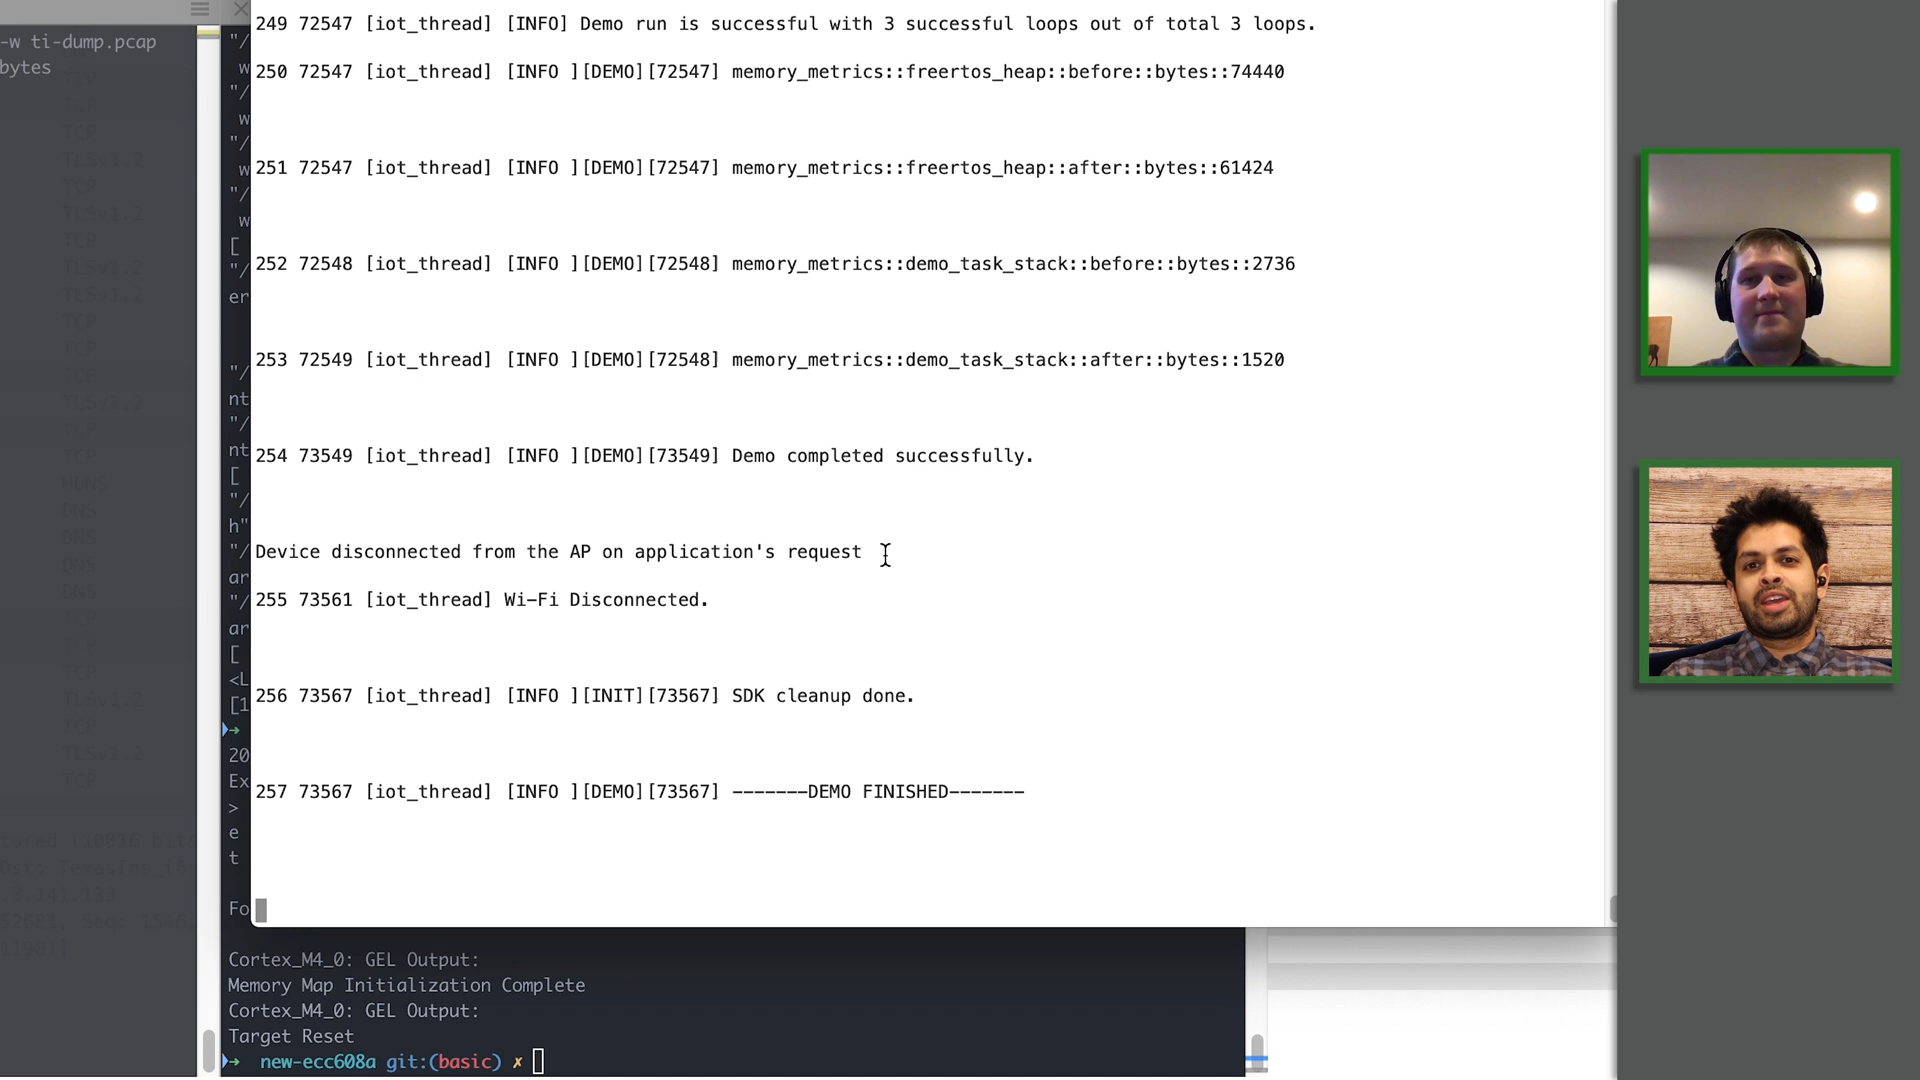 -w ti-dump.pcap
bytes
249 72547 [iot_thread] [INFO] Demo run is successful with 3 successful loops out of total 3 loops.
250 72547 [iot_thread] [INFO ][DEMO][72547] memory_metrics::freertos_heap::before::bytes::74440
251 72547 [iot_thread] [INFO ][DEMO][72547] memory_metrics::freertos_heap::after::bytes::61424
252 72548 [iot_thread] [INFO ][DEMO][72548] memory_metrics::demo_task_stack::before::bytes::2736
253 72549 [iot_thread] [INFO ][DEMO][72548] memory_metrics::demo_task_stack::after::bytes::1520
254 73549 [iot_thread] [INFO ][DEMO][73549] Demo completed successfully.
Device disconnected from the AP on application's request
255 73561 [iot_thread] Wi-Fi Disconnected.
256 73567 [iot_thread] [INFO ][INIT][73567] SDK cleanup done.
257 73567 [iot_thread] [INFO ][DEMO][73567] -------DEMO FINISHED-------
Cortex_M4_0: GEL Output:
Memory Map Initialization Complete
Cortex_M4_0: GEL Output:
Target Reset
→ new-ecc608a git:(basic) ✗